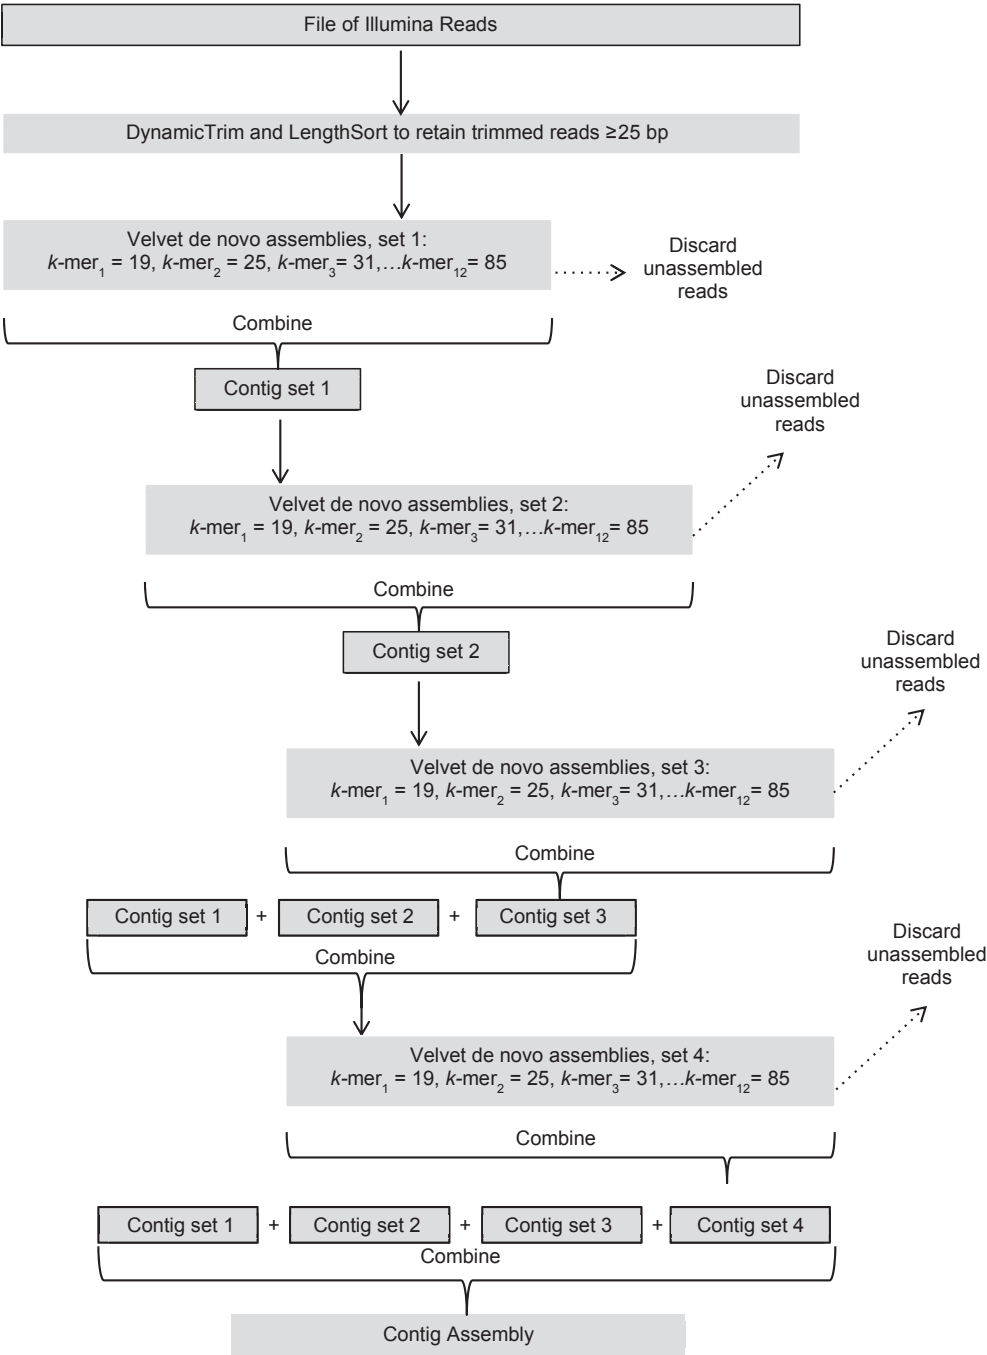 File of Illumina Reads
DynamicTrim and LengthSort to retain trimmed reads ≥25 bp
Velvet de novo assemblies, set 1:
k-mer₁ = 19, k-mer₂ = 25, k-mer₃= 31,...k-mer₁₂= 85
Discard
unassembled
reads
Combine
Contig set 1
Discard
unassembled
reads
Velvet de novo assemblies, set 2:
k-mer₁ = 19, k-mer₂ = 25, k-mer₃= 31,...k-mer₁₂= 85
Combine
Contig set 2
Discard
unassembled
reads
Velvet de novo assemblies, set 3:
k-mer₁ = 19, k-mer₂ = 25, k-mer₃= 31,...k-mer₁₂= 85
Combine
Contig set 1 + Contig set 2 + Contig set 3
Combine
Discard
unassembled
reads
Velvet de novo assemblies, set 4:
k-mer₁ = 19, k-mer₂ = 25, k-mer₃= 31,...k-mer₁₂= 85
Combine
Contig set 1 + Contig set 2 + Contig set 3 + Contig set 4
Combine
Contig Assembly